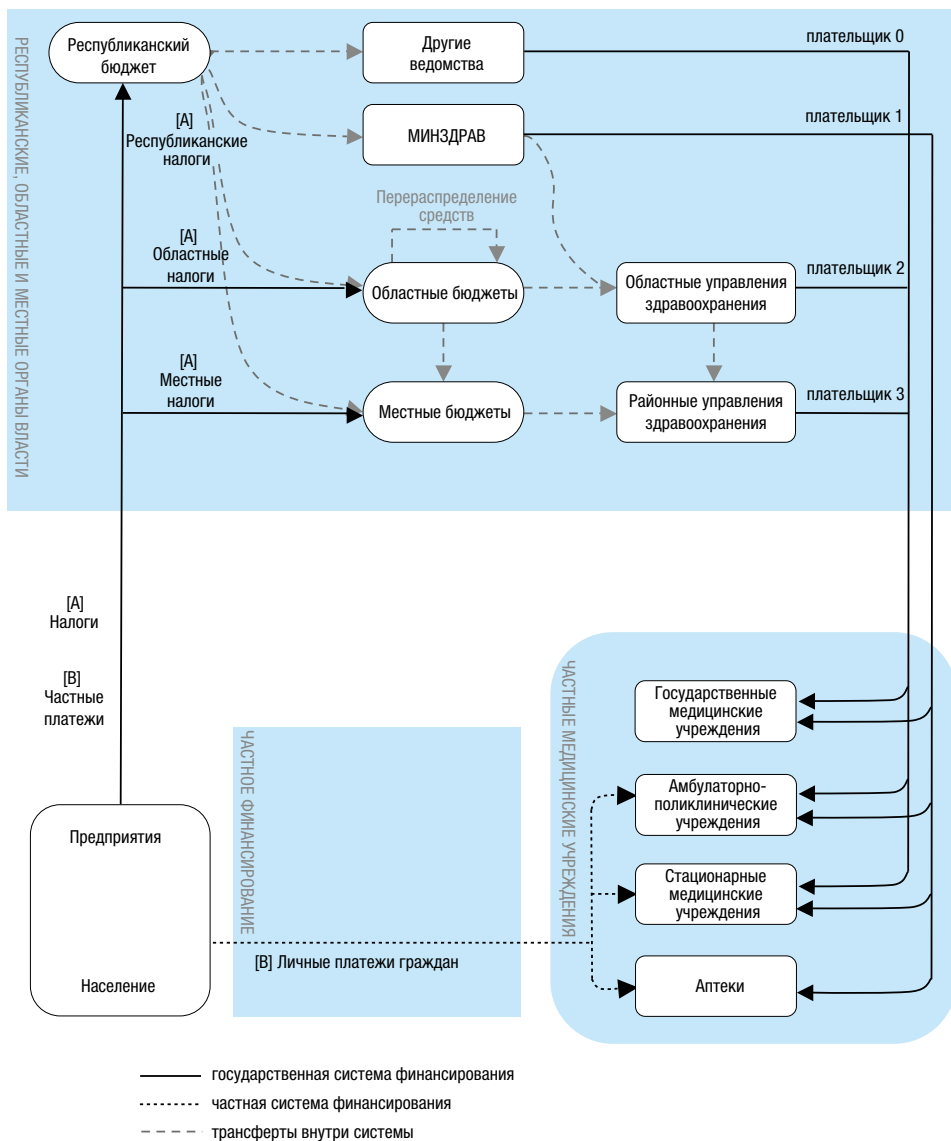 РЕСПУБЛИКАНСКИЕ, ОБЛАСТНЫЕ И МЕСТНЫЕ ОРГАНЫ ВЛАСТИ
Республиканский
бюджет
Другие
ведомства
плательщик 0
[A]
Республиканские
налоги
МИНЗДРАВ
плательщик 1
Перераспределение
средств
[A]
Областные
налоги
Областные бюджеты
Областные управления
здравоохранения
плательщик 2
[A]
Местные
налоги
Местные бюджеты
Районные управления
здравоохранения
плательщик 3
[A]
Налоги
[B]
Частные
платежи
Предприятия
Население
ЧАСТНОЕ ФИНАНСИРОВАНИЕ
[B] Личные платежи граждан
ЧАСТНЫЕ МЕДИЦИНСКИЕ УЧРЕЖДЕНИЯ
Государственные
медицинские
учреждения
Амбулаторно-
поликлинические
учреждения
Стационарные
медицинские
учреждения
Аптеки
государственная система финансирования
частная система финансирования
трансферты внутри системы